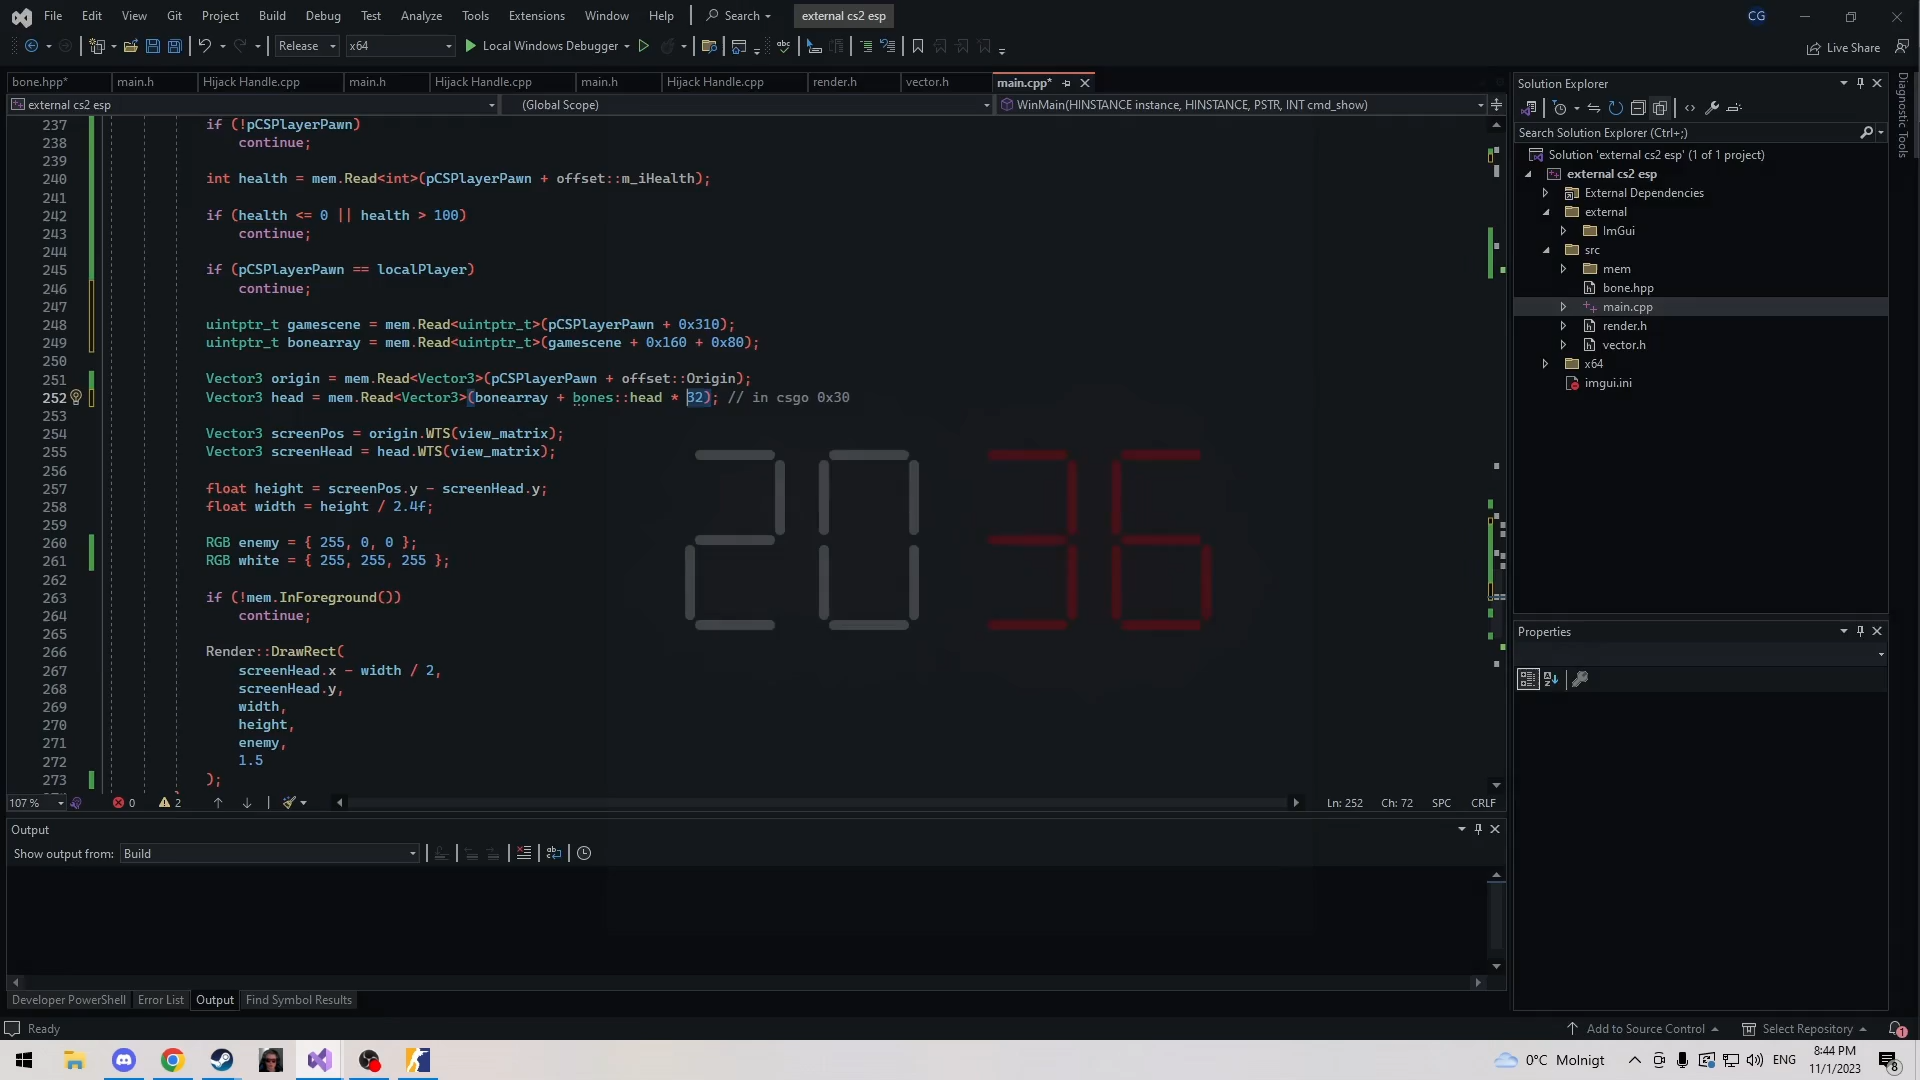 File Edit View Git Project Build Debug Test Analyze Tools Extensions Window Help Search external cs2 esp CG
Release x64 Local Windows Debugger Live Share
bone.hpp* main.h Hijack Handle.cpp main.h Hijack Handle.cpp main.h Hijack Handle.cpp render.h vector.h main.cpp*
external cs2 esp (Global Scope) WinMain(HINSTANCE instance, HINSTANCE, PSTR, INT cmd_show)
237 if (!pCSPlayerPawn)
238 continue;
239
240 int health = mem.Read<int>(pCSPlayerPawn + offset::m_iHealth);
241
242 if (health <= 0 || health > 100)
243 continue;
244
245 if (pCSPlayerPawn == localPlayer)
246 continue;
247
248 uintptr_t gamescene = mem.Read<uintptr_t>(pCSPlayerPawn + 0x310);
249 uintptr_t bonearray = mem.Read<uintptr_t>(gamescene + 0x160 + 0x80);
250
251 Vector3 origin = mem.Read<Vector3>(pCSPlayerPawn + offset::Origin);
252 Vector3 head = mem.Read<Vector3>(bonearray + bones::head * 32); // in csgo 0x30
253
254 Vector3 screenPos = origin.WTS(view_matrix);
255 Vector3 screenHead = head.WTS(view_matrix);
256
257 float height = screenPos.y - screenHead.y;
258 float width = height / 2.4f;
259
260 RGB enemy = { 255, 0, 0 };
261 RGB white = { 255, 255, 255 };
262
263 if (!mem.InForeground())
264 continue;
265
266 Render::DrawRect(
267 screenHead.x - width / 2,
268 screenHead.y,
269 width,
270 height,
271 enemy,
272 1.5
273 );
20 36
107 % 0 2 Ln: 252 Ch: 72 SPC CRLF
Output
Show output from: Build
Developer PowerShell Error List Output Find Symbol Results
Solution Explorer
Search Solution Explorer (Ctrl+;)
Solution 'external cs2 esp' (1 of 1 project)
external cs2 esp
External Dependencies
external
ImGui
src
mem
bone.hpp
main.cpp
render.h
vector.h
x64
imgui.ini
Properties
Diagnostic Tools
Ready Add to Source Control Select Repository 1
0°C Molnigt ENG 8:44 PM
11/1/2023 8